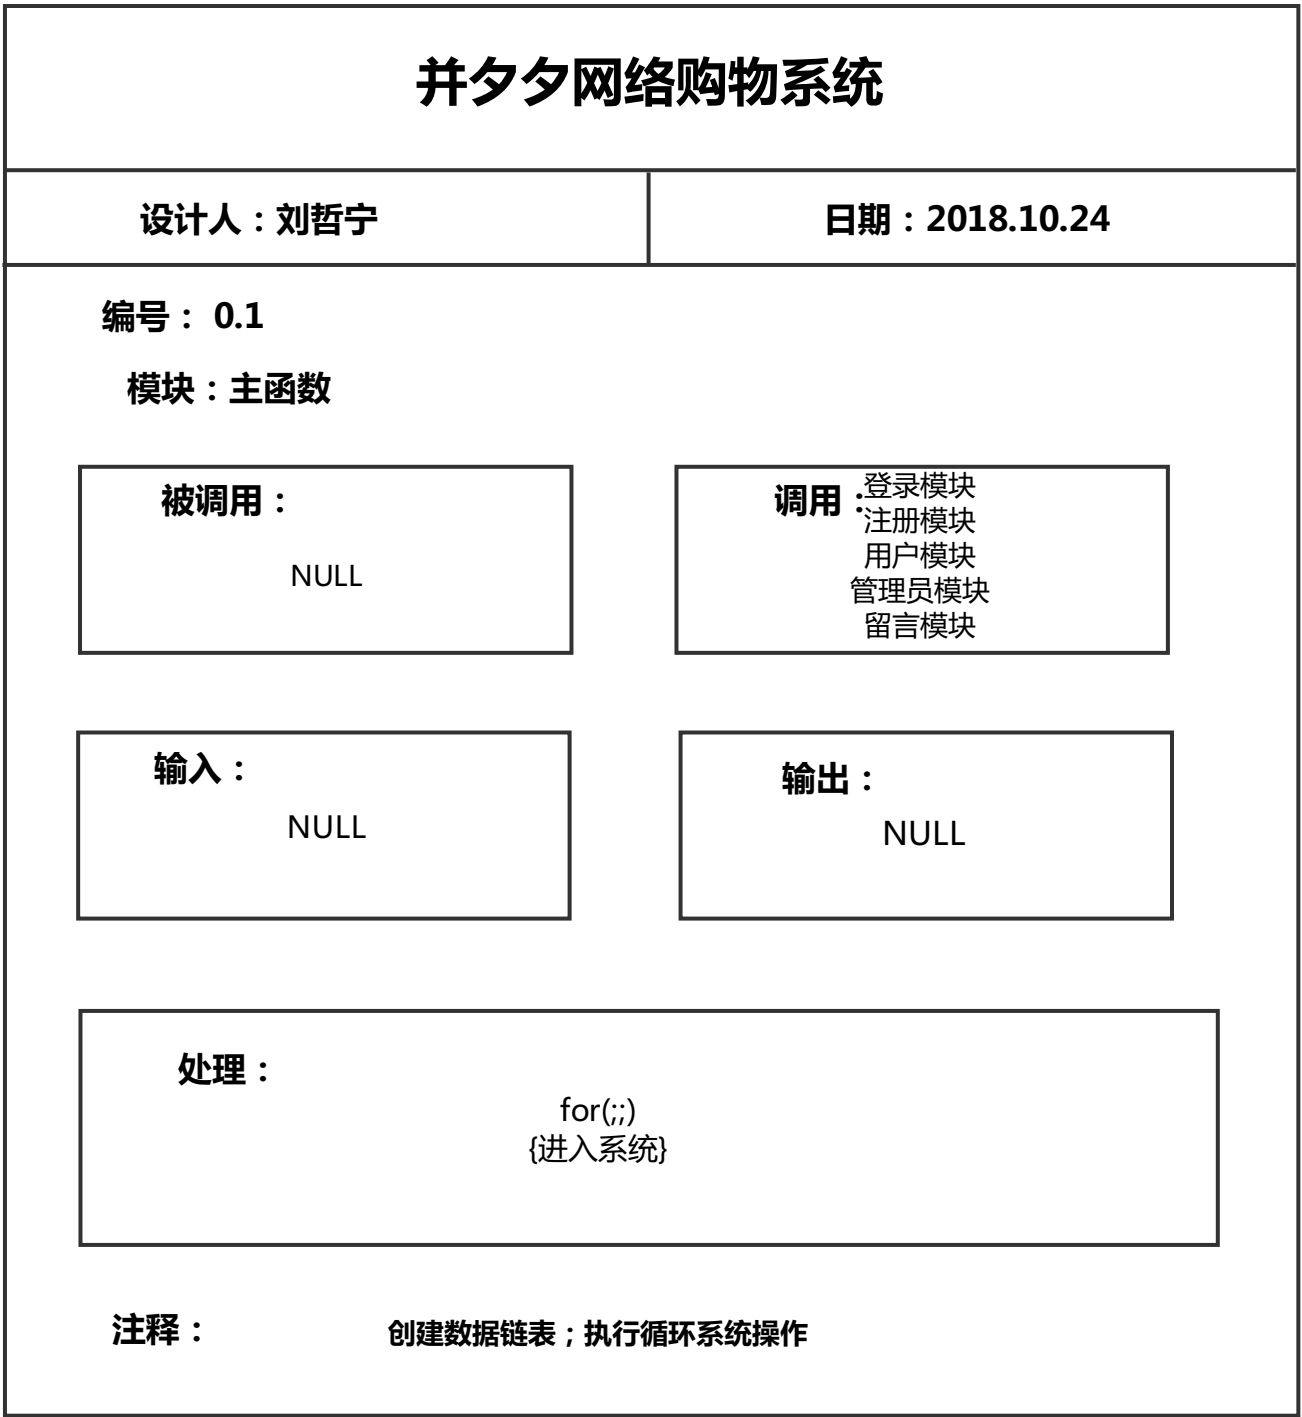 并夕夕网络购物系统
设计人：刘哲宁
日期：2018.10.24
编号： 0.1
模块：主函数
被调用：
NULL
调用：
登录模块
注册模块
用户模块
管理员模块
留言模块
输入：
NULL
输出：
NULL
处理：
for(;;)
{进入系统}
注释：
创建数据链表；执行循环系统操作